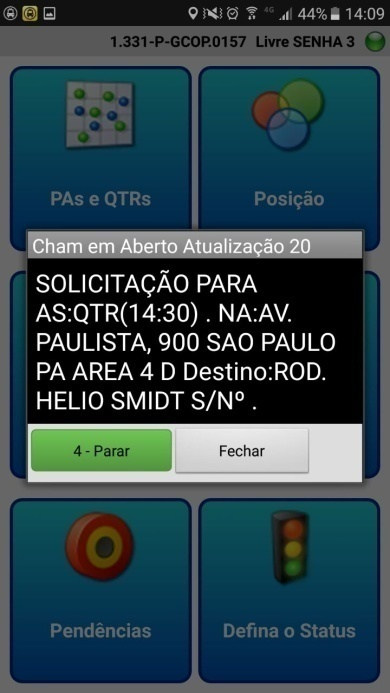 4G 44% 14:09
1.331-P-GCOP.0157 Livre SENHA 3
PAs e QTRs
Posição
Cham em Aberto Atualização 20
SOLICITAÇÃO PARA
AS:QTR(14:30) . NA:AV.
PAULISTA, 900 SAO PAULO
PA AREA 4 D Destino:ROD.
HELIO SMIDT S/Nº .
4 - Parar
Fechar
Pendências
Defina o Status